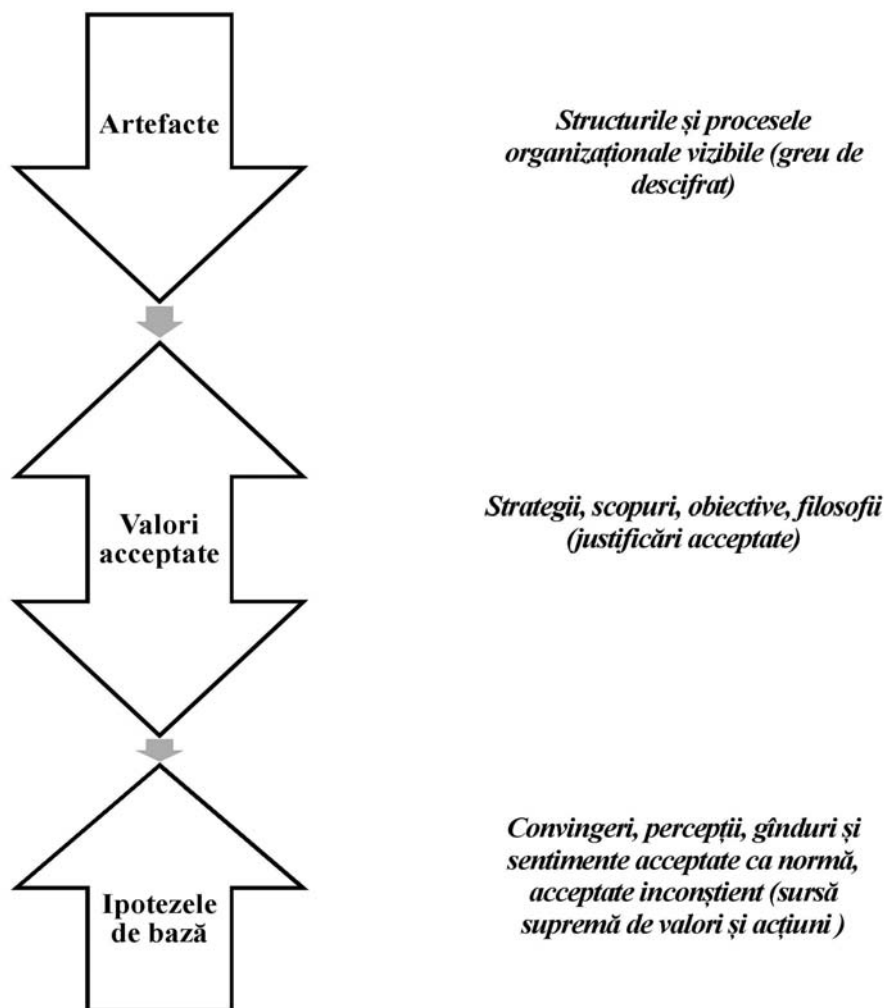 Artefacte
Structurile și procesele
organizaționale vizibile (greu de
descifrat)
Valori
acceptate
Strategii, scopuri, obiective, filosofii
(justificări acceptate)
Ipotezele
de bază
Convingeri, percepții, gînduri și
sentimente acceptate ca normă,
acceptate inconștient (sursă
supremă de valori și acțiuni )